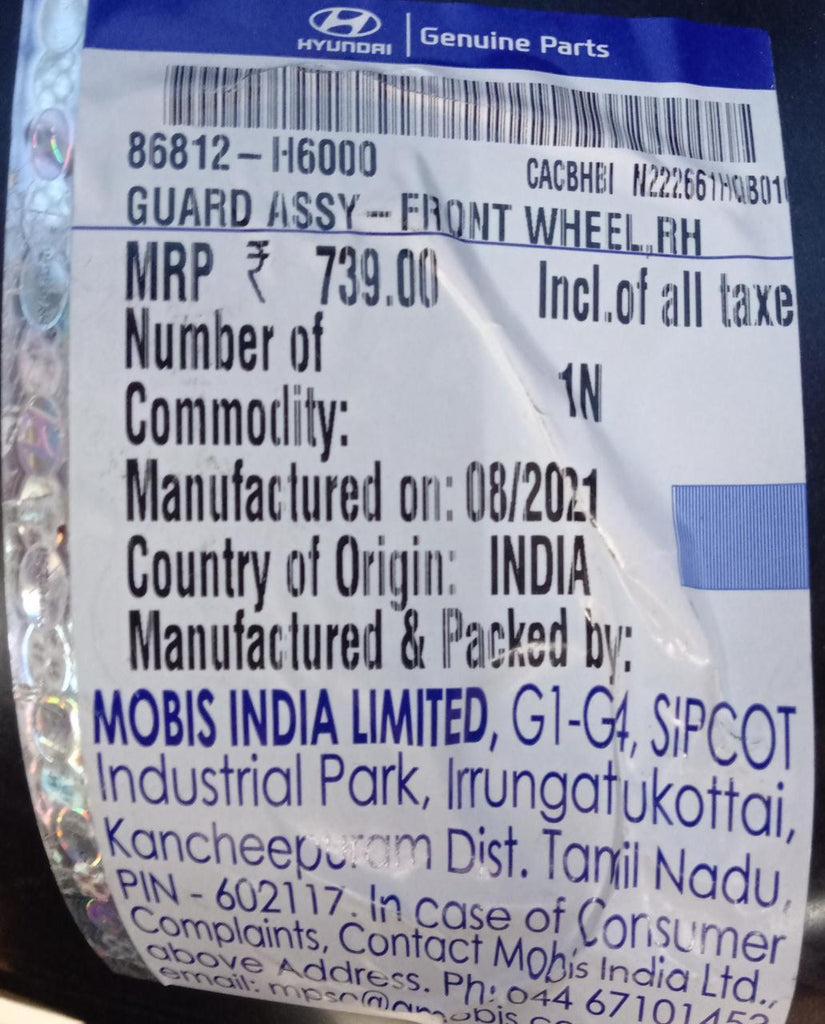 HYUNDAI | Genuine Parts
86812-H6000 CACBHBI
GUARD ASSY-FRONT WHEEL,RH
MRP ₹ 739.00 Incl.of all taxe
Number of
Commodity: 1N
Manufactured on: 08/2021
Country of Origin: INDIA
Manufactured & Packed by:
MOBIS INDIA LIMITED, G1-G4, SIPCOT
Industrial Park, Irrungattukottai,
Kancheepuram Dist. Tamil Nadu,
PIN - 602117. In case of Consumer
Complaints, Contact Mobis India Ltd.,
above Address. Ph: 044
email: